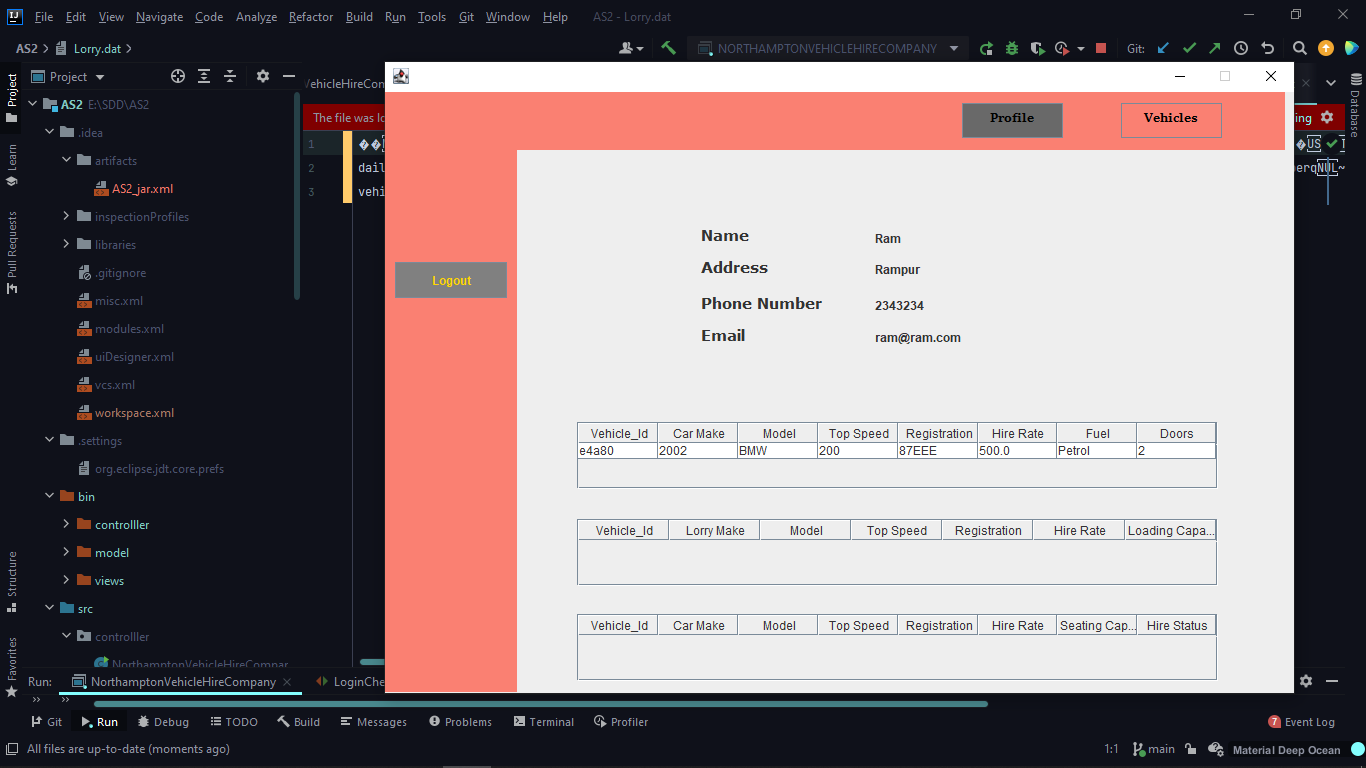 File Edit View Navigate Code Analyze Refactor Build Run Tools Git Window Help AS2 - Lorry.dat
AS2 Lorry.dat NORTHAMPTONVEHICLEHIRECOMPANY Git:
Project
VehicleHireCom
AS2 E:\SDD\AS2
The file was lo
ing
.idea
artifacts
AS2_jar.xml
inspectionProfiles
libraries
.gitignore
misc.xml
modules.xml
uiDesigner.xml
vcs.xml
workspace.xml
.settings
org.eclipse.jdt.core.prefs
bin
controlller
model
views
src
controlller
NorthamptonVehicleHireCompar
1
2 dail
3 vehi
US
erqNUL~
Project
Learn
Pull Requests
Structure
Favorites
Database
Profile Vehicles
Logout
Name Ram
Address Rampur
Phone Number 2343234
Email ram@ram.com
Vehicle_Id Car Make Model Top Speed Registration Hire Rate Fuel Doors
e4a80 2002 BMW 200 87EEE 500.0 Petrol 2
Vehicle_Id Lorry Make Model Top Speed Registration Hire Rate Loading Capa...
Vehicle_Id Car Make Model Top Speed Registration Hire Rate Seating Cap... Hire Status
Run: NorthamptonVehicleHireCompany LoginChe
Git Run Debug TODO Build Messages Problems Terminal Profiler 7 Event Log
All files are up-to-date (moments ago) 1:1 main Material Deep Ocean